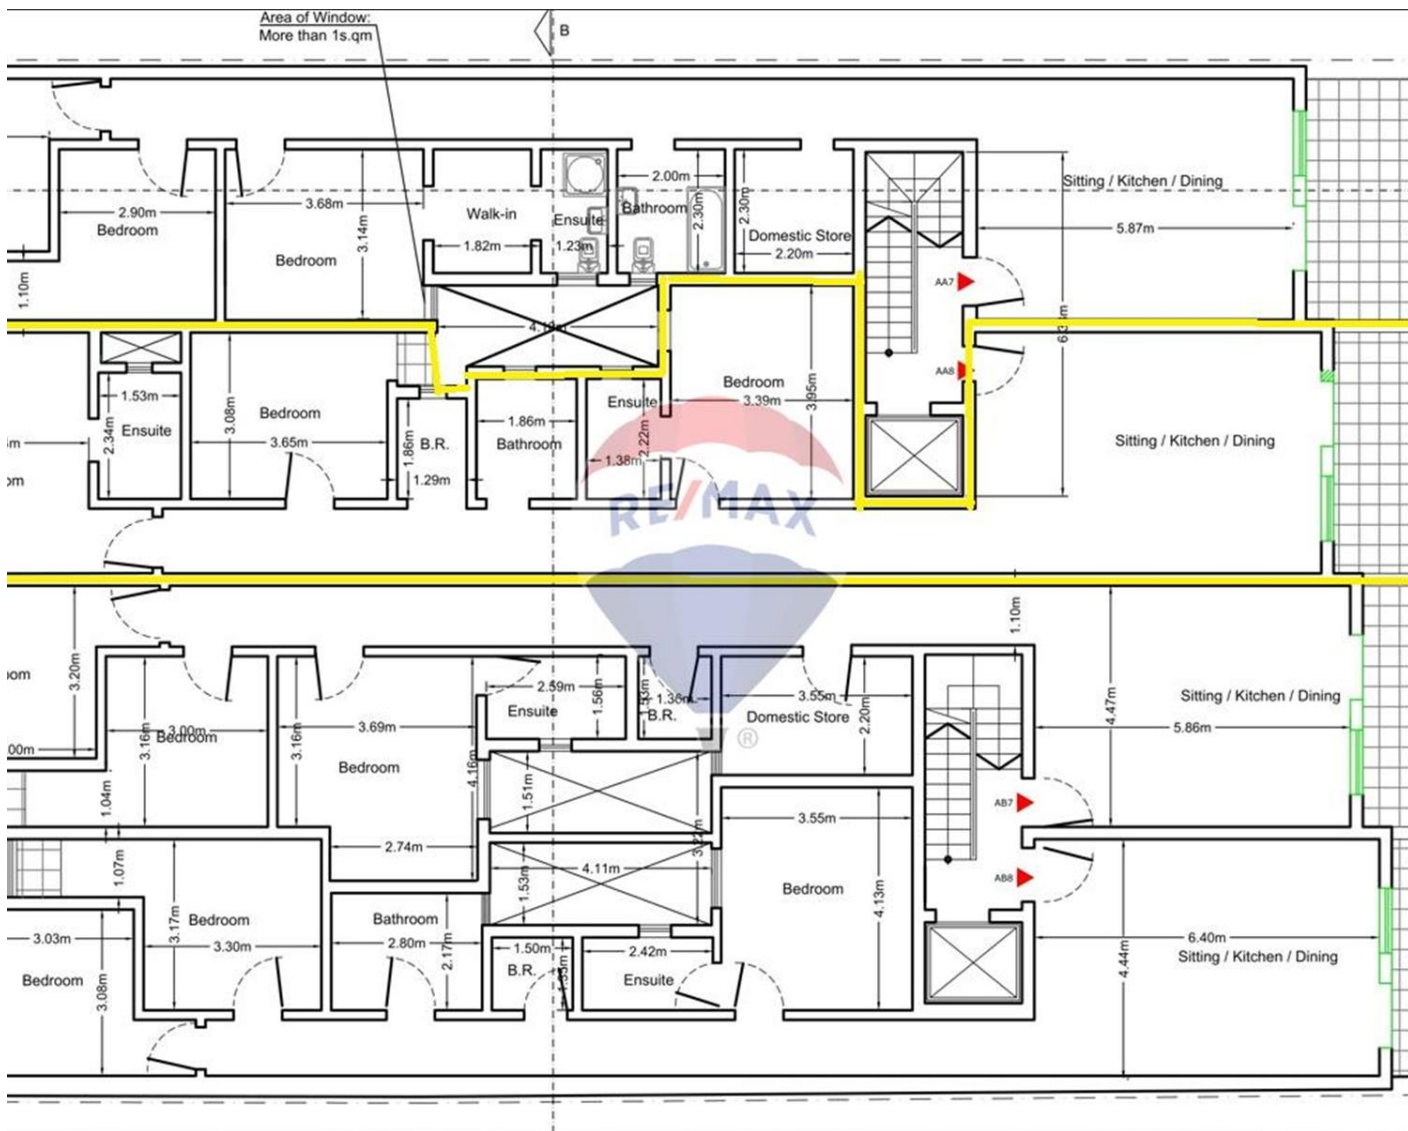 Area of Window:
More than 1s.qm
B
2.90m
Bedroom
1.10m
3.68m
3.14m
Bedroom
Walk-in
1.82m
Ensuite
1.23m
2.00m
Bathroom
2.30m
2.30m
Domestic Store
2.20m
Sitting / Kitchen / Dining
5.87m
AA7
AA8
1.53m
2.34m
Ensuite
3.08m
Bedroom
3.65m
1.86m
B.R.
1.29m
1.86m
Bathroom
Ensuite
2.22m
1.38m
Bedroom
3.39m
3.95m
Sitting / Kitchen / Dining
RE/MAX
®
3.20m
3.16m
3.00m
Bedroom
1.04m
3.16m
3.69m
Bedroom
4.16m
2.74m
2.59m
Ensuite
1.56m
B.R.
3.55m
Domestic Store
2.20m
1.10m
4.47m
Sitting / Kitchen / Dining
5.86m
AB7
AB8
1.51m
1.53m
4.11m
3.55m
Bedroom
4.13m
1.07m
3.17m
Bedroom
3.30m
Bathroom
2.80m
2.17m
1.50m
B.R.
2.42m
Ensuite
3.03m
Bedroom
3.08m
4.44m
6.40m
Sitting / Kitchen / Dining